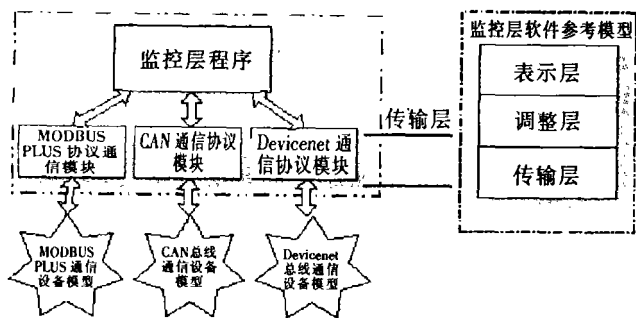 监控层程序
MODBUS
PLUS 协议通
信模块
CAN 通信协议
模块
Devicenet 通
信协议模块
传输层
MODBUS
PLUS 通信
设备模型
CAN总线
通信设备
模型
Devicenet
总线通信
设备模型
监控层软件参考模型
表示层
调整层
传输层